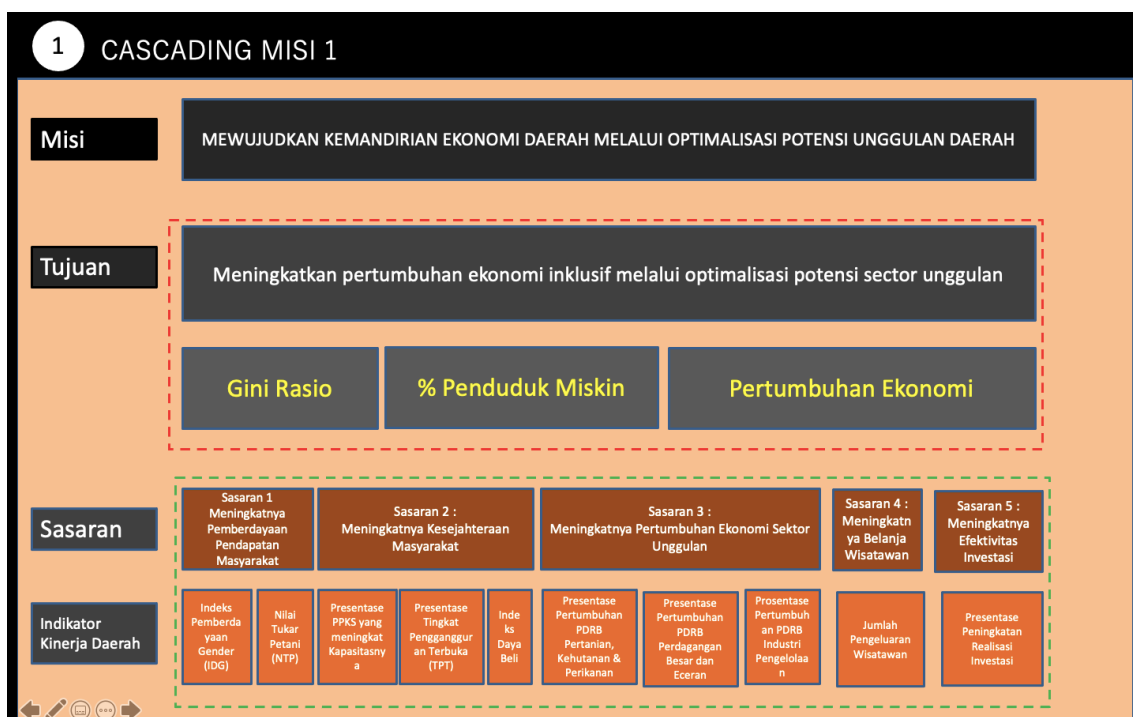 1
CASCADING MISI 1
Misi
MEWUJUDKAN KEMANDIRIAN EKONOMI DAERAH MELALUI OPTIMALISASI POTENSI UNGGULAN DAERAH
Tujuan
Meningkatkan pertumbuhan ekonomi inklusif melalui optimalisasi potensi sector unggulan
Gini Rasio
% Penduduk Miskin
Pertumbuhan Ekonomi
Sasaran
Sasaran 1
Meningkatnya
Pemberdayaan
Pendapatan
Masyarakat
Sasaran 2 :
Meningkatnya Kesejahteraan
Masyarakat
Sasaran 3 :
Meningkatnya Pertumbuhan Ekonomi Sektor
Unggulan
Sasaran 4 :
Meningkatn
ya Belanja
Wisatawan
Sasaran 5 :
Meningkatnya
Efektivitas
Investasi
Indikator
Kinerja Daerah
Indeks
Pemberda
yaan
Gender
(IDG)
Nilai
Tukar
Petani
(NTP)
Presentase
PPKS yang
meningkat
Kapasitasny
a
Presentase
Tingkat
Pengganggur
an Terbuka
(TPT)
Inde
ks
Daya
Beli
Presentase
Pertumbuhan
PDRB
Pertanian,
Kehutanan &
Perikanan
Presentase
Pertumbuhan
PDRB
Perdagangan
Besar dan
Eceran
Prosentase
Pertumbuh
an PDRB
Industri
Pengelolaa
n
Jumlah
Pengeluaran
Wisatawan
Presentase
Peningkatan
Realisasi
Investasi